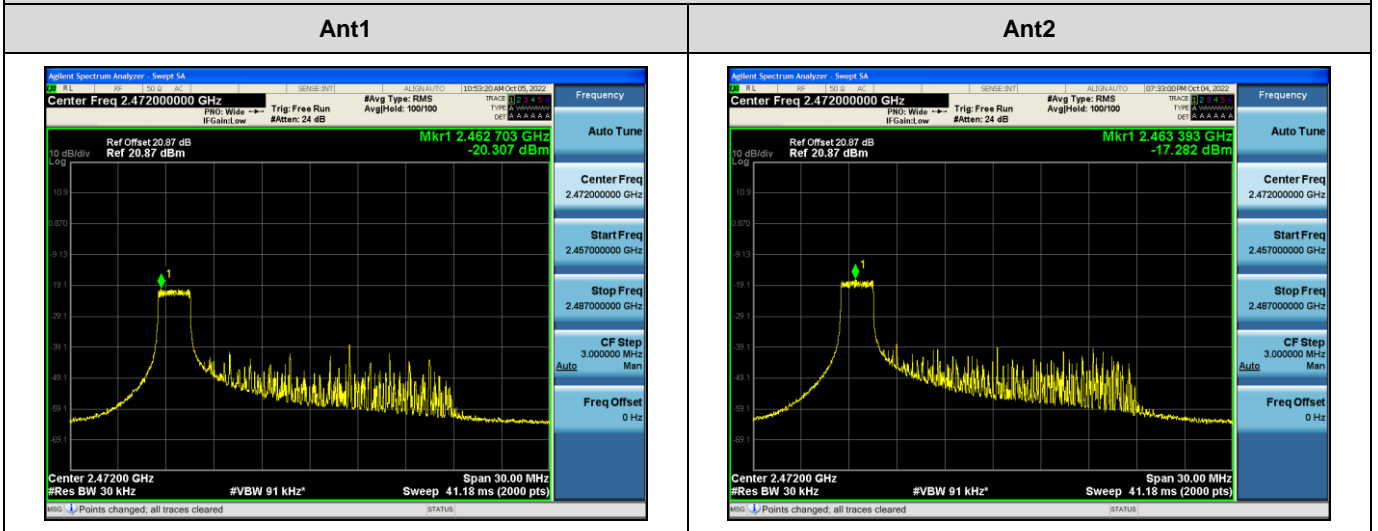 Ant1
Ant2
Agilent Spectrum Analyzer - Swept SA
RL RF 50 Ω AC SENSE:INT ALIGNAUTO 10:53:20 AM Oct 05, 2022
Center Freq 2.472000000 GHz
PNO: Wide
IFGain:Low
Trig: Free Run
#Atten: 24 dB
#Avg Type: RMS
Avg|Hold: 100/100
TRACE 1 2 3 4 5 6
TYPE A WWWWW
DET A A A A A A
Ref Offset 20.87 dB
10 dB/div Ref 20.87 dBm
Log
Mkr1 2.462 703 GHz
-20.307 dBm
10.9
0.870
-9.13
-19.1
-29.1
-39.1
-49.1
-59.1
-69.1
1
Center 2.47200 GHz
Span 30.00 MHz
#Res BW 30 kHz
#VBW 91 kHz*
Sweep 41.18 ms (2000 pts)
MSG Points changed; all traces cleared
STATUS
Frequency
Auto Tune
Center Freq
2.472000000 GHz
Start Freq
2.457000000 GHz
Stop Freq
2.487000000 GHz
CF Step
3.000000 MHz
Auto Man
Freq Offset
0 Hz
Agilent Spectrum Analyzer - Swept SA
RL RF 50 Ω AC SENSE:INT ALIGNAUTO 07:33:00 PM Oct 04, 2022
Center Freq 2.472000000 GHz
PNO: Wide
IFGain:Low
Trig: Free Run
#Atten: 24 dB
#Avg Type: RMS
Avg|Hold: 100/100
TRACE 1 2 3 4 5 6
TYPE A WWWWW
DET A A A A A A
Ref Offset 20.87 dB
10 dB/div Ref 20.87 dBm
Log
Mkr1 2.463 393 GHz
-17.282 dBm
10.9
0.870
-9.13
-19.1
-29.1
-39.1
-49.1
-59.1
-69.1
1
Center 2.47200 GHz
Span 30.00 MHz
#Res BW 30 kHz
#VBW 91 kHz*
Sweep 41.18 ms (2000 pts)
MSG Points changed; all traces cleared
STATUS
Frequency
Auto Tune
Center Freq
2.472000000 GHz
Start Freq
2.457000000 GHz
Stop Freq
2.487000000 GHz
CF Step
3.000000 MHz
Auto Man
Freq Offset
0 Hz